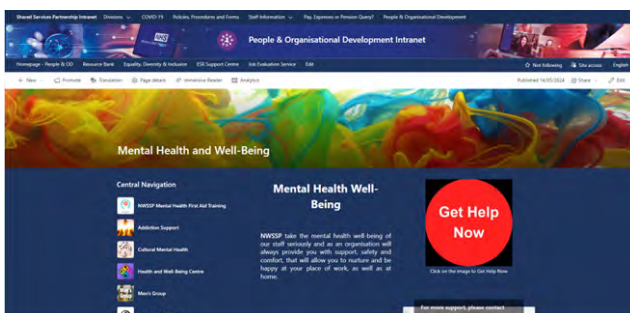 Shared Services Partnership Intranet Divisions COVID-19 Policies, Procedures and Forms Staff Information Pay, Expenses or Pension Query? People & Organisational Development
NHS
People & Organisational Development Intranet
Homepage - People & OD Resource Bank Equality, Diversity & Inclusion ESR Support Centre Job Evaluation Service Edit Not following Site access English
+ New Promote Translation Page details Immersive Reader Analytics Published 14/05/2024 Share Edit
Mental Health and Well-Being
Central Navigation
NWSSP Mental Health First Aid Training
Addiction Support
Cultural Mental Health
Health and Well-Being Centre
Men's Group
Mental Health Well-
Being
NWSSP take the mental health well-being of
our staff seriously and as an organisation will
always provide you with support, safety and
comfort, that will allow you to nurture and be
happy at your place of work, as well as at
home.
Get Help
Now
Click on the image to Get Help Now
For more support, please contact